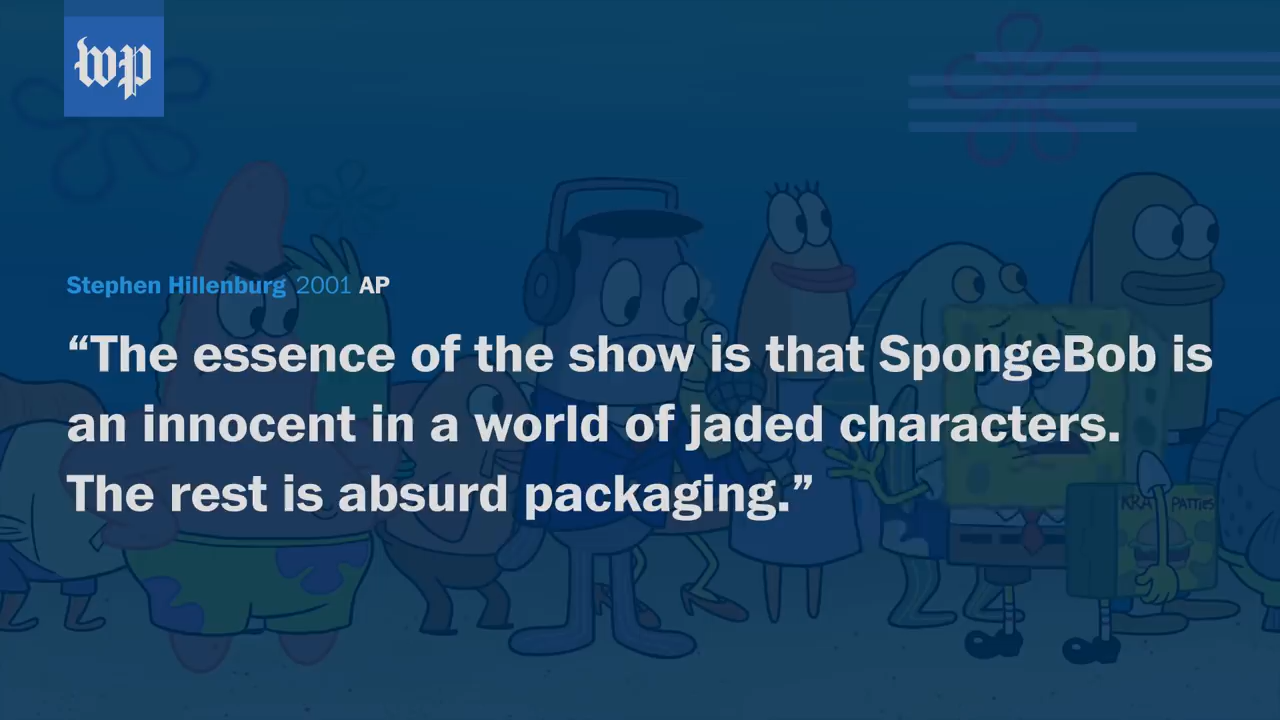 wp
Stephen Hillenburg 2001 AP
“The essence of the show is that SpongeBob is
an innocent in a world of jaded characters.
The rest is absurd packaging.”
PATTIES